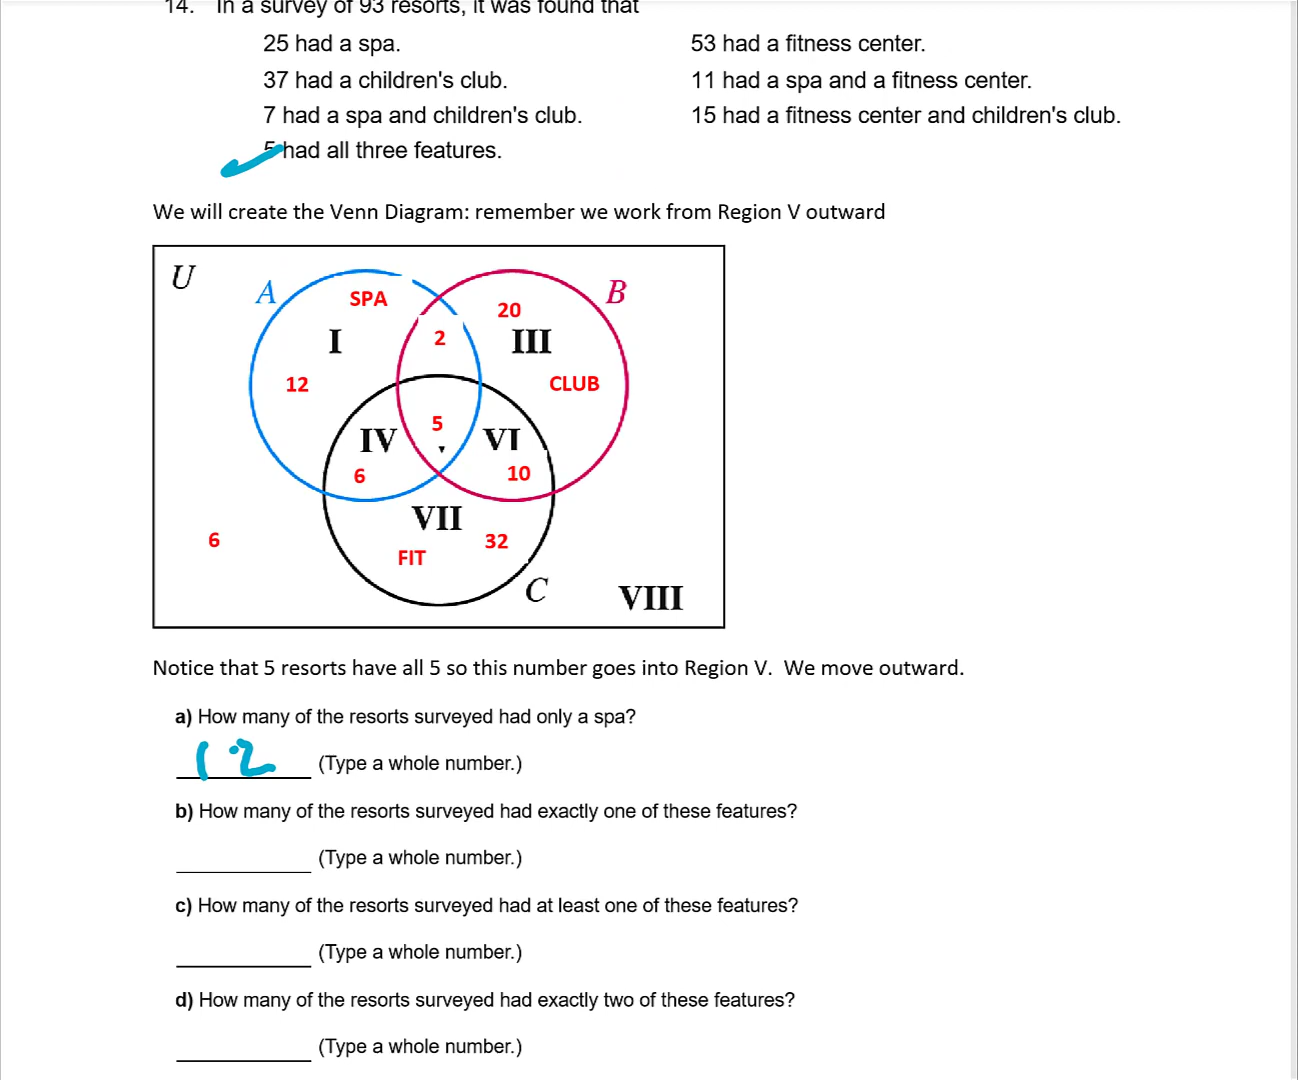 14. In a survey of 93 resorts, it was found that
25 had a spa. 53 had a fitness center.
37 had a children's club. 11 had a spa and a fitness center.
7 had a spa and children's club. 15 had a fitness center and children's club.
5 had all three features.
We will create the Venn Diagram: remember we work from Region V outward
U
A SPA B
20
I 2 III
12 CLUB
5
IV VI
6 10
VII
6 FIT 32
C VIII
Notice that 5 resorts have all 5 so this number goes into Region V. We move outward.
a) How many of the resorts surveyed had only a spa?
12 (Type a whole number.)
b) How many of the resorts surveyed had exactly one of these features?
(Type a whole number.)
c) How many of the resorts surveyed had at least one of these features?
(Type a whole number.)
d) How many of the resorts surveyed had exactly two of these features?
(Type a whole number.)